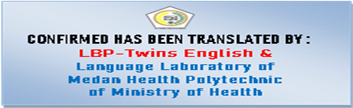 CONFIRMED HAS BEEN TRANSLATED BY :
LBP-Twins English &
Language Laboratory of
Medan Health Polytechnic
of Ministry of Health